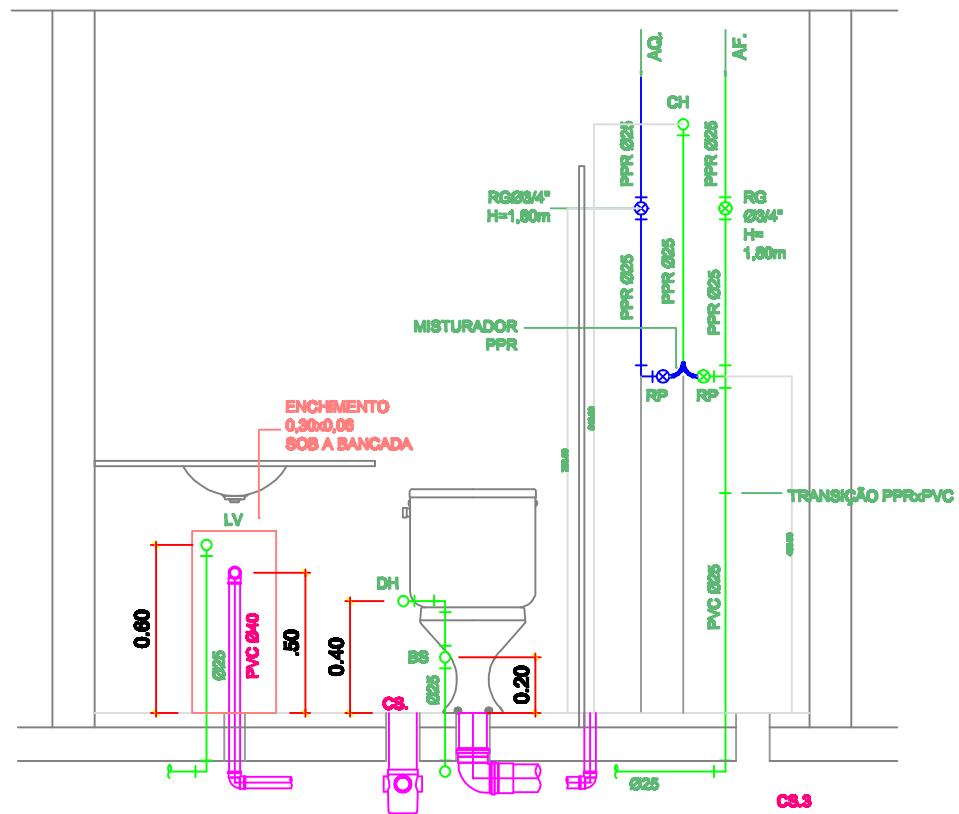 AQ.
AF.
CH
PPR Ø25
PPR Ø25
RGØ3/4"
H=1,80m
RG
Ø3/4"
H=
1,80m
PPR Ø25
PPR Ø25
PPR Ø25
MISTURADOR
PPR
RP
RP
ENCHIMENTO
0,30x0,06
SOB A BANCADA
TRANSIÇÃO PPRxPVC
LV
DH
0.60
Ø25
PVC Ø40
.50
0.40
BS
Ø25
0.20
PVC Ø25
CS.
Ø25
CS.3